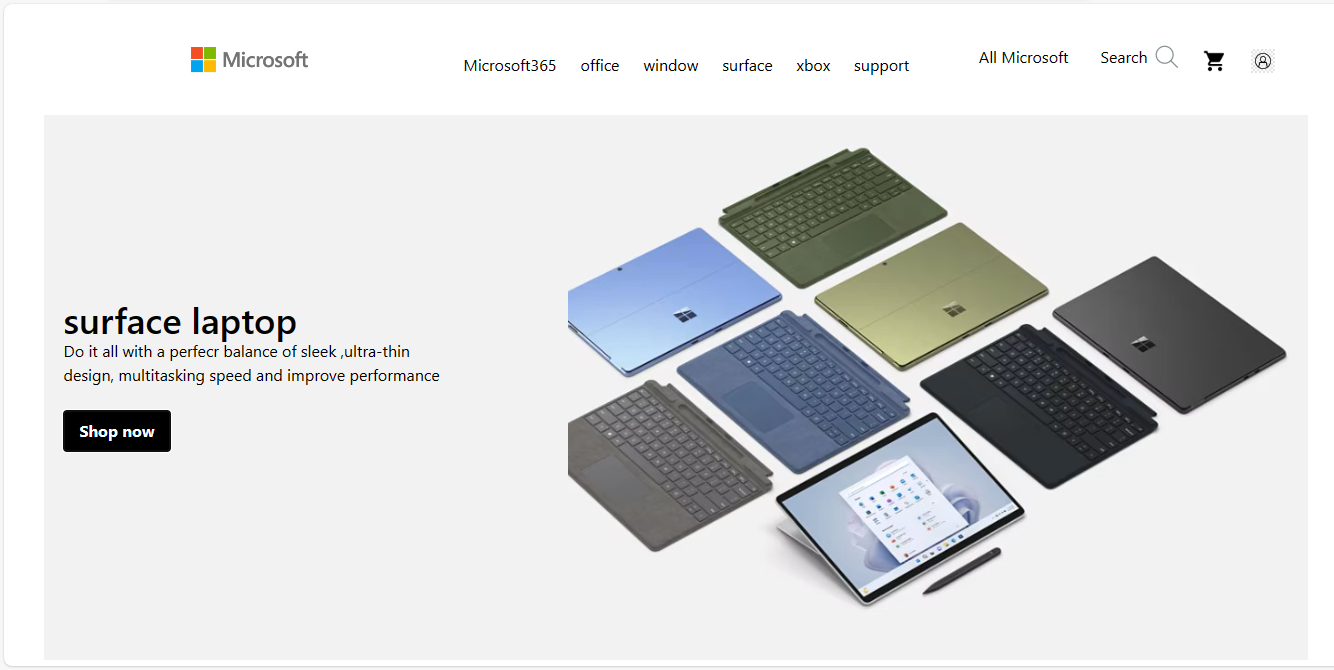 Microsoft
Microsoft365 office window surface xbox support
All Microsoft Search
surface laptop
Do it all with a perfecr balance of sleek ,ultra-thin
design, multitasking speed and improve performance
Shop now